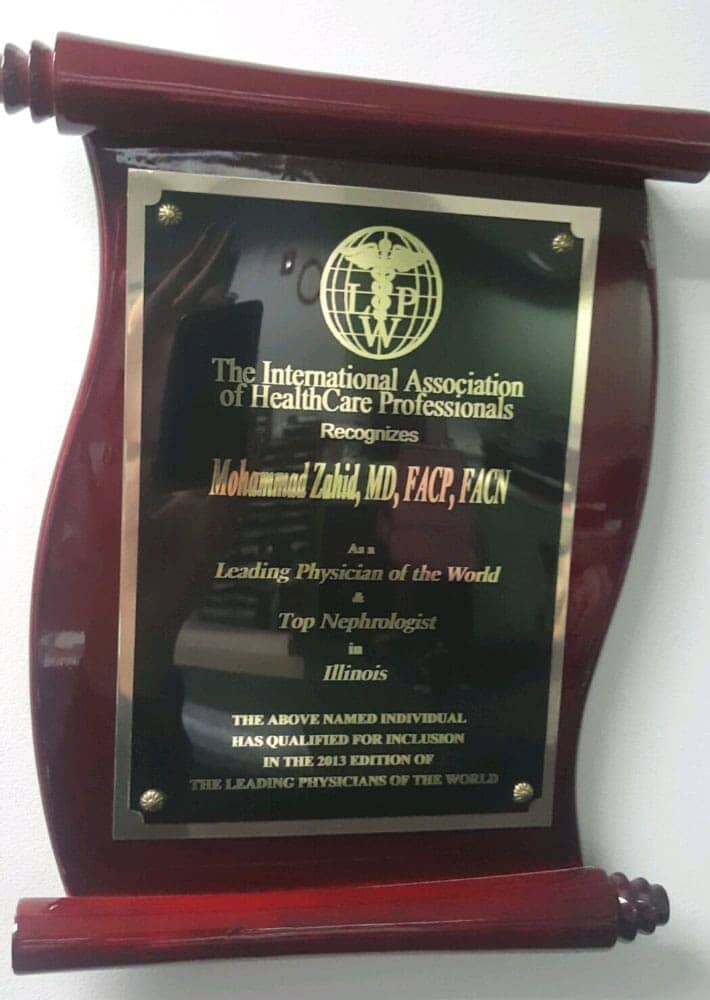 L P
W
The International Association
of HealthCare Professionals
Recognizes
Mohammad Zahid, MD, FACP, FACN
As a
Leading Physician of the World
&
Top Nephrologist
in
Illinois
THE ABOVE NAMED INDIVIDUAL
HAS QUALIFIED FOR INCLUSION
IN THE 2013 EDITION OF
THE LEADING PHYSICIANS OF THE WORLD